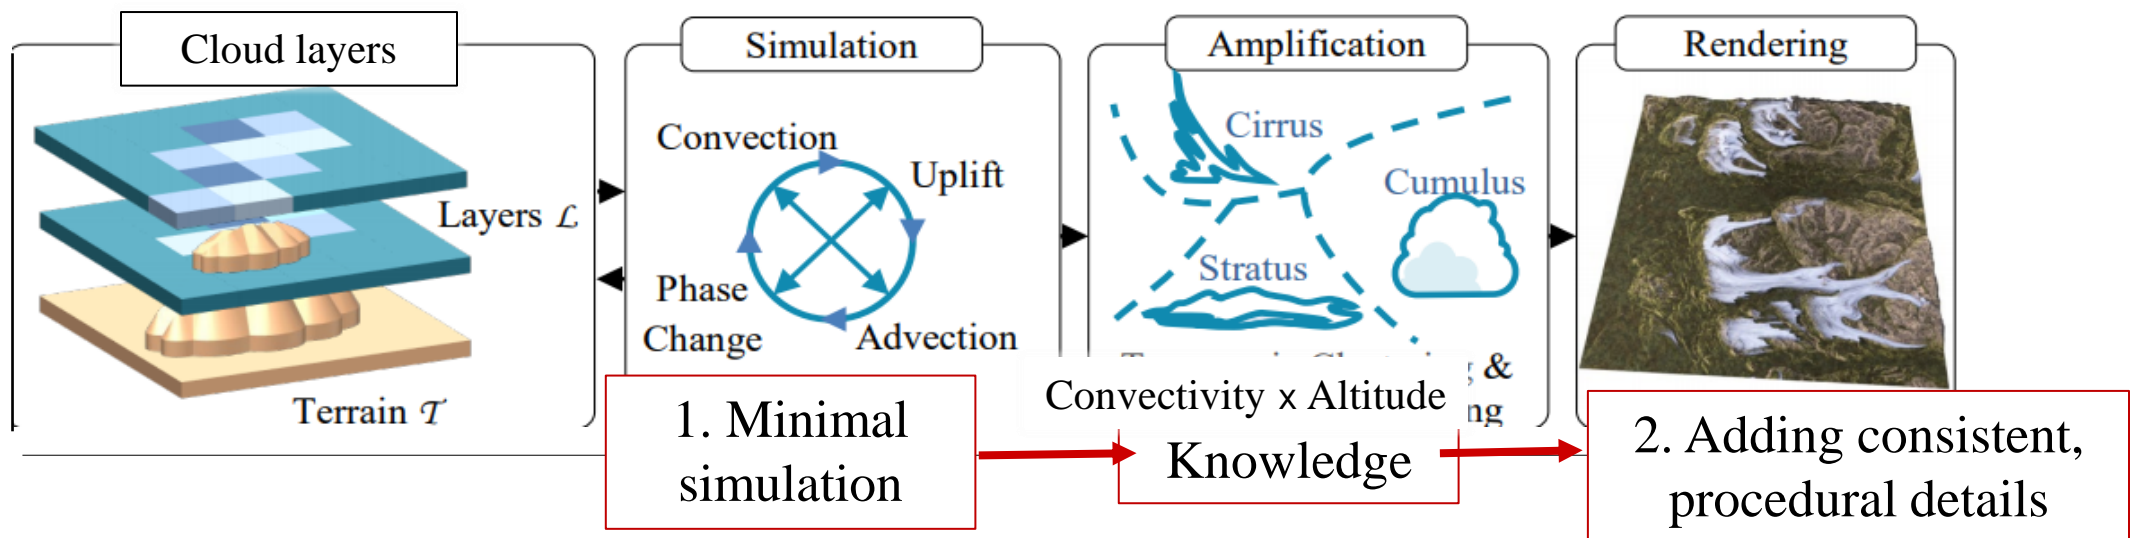 Cloud layers
Layers ℒ
Terrain 𝒯
Simulation
Convection
Uplift
Phase
Change
Advection
1. Minimal
simulation
Amplification
Cirrus
Cumulus
Stratus
&
Convectivity x Altitude
ng
Knowledge
Rendering
2. Adding consistent,
procedural details